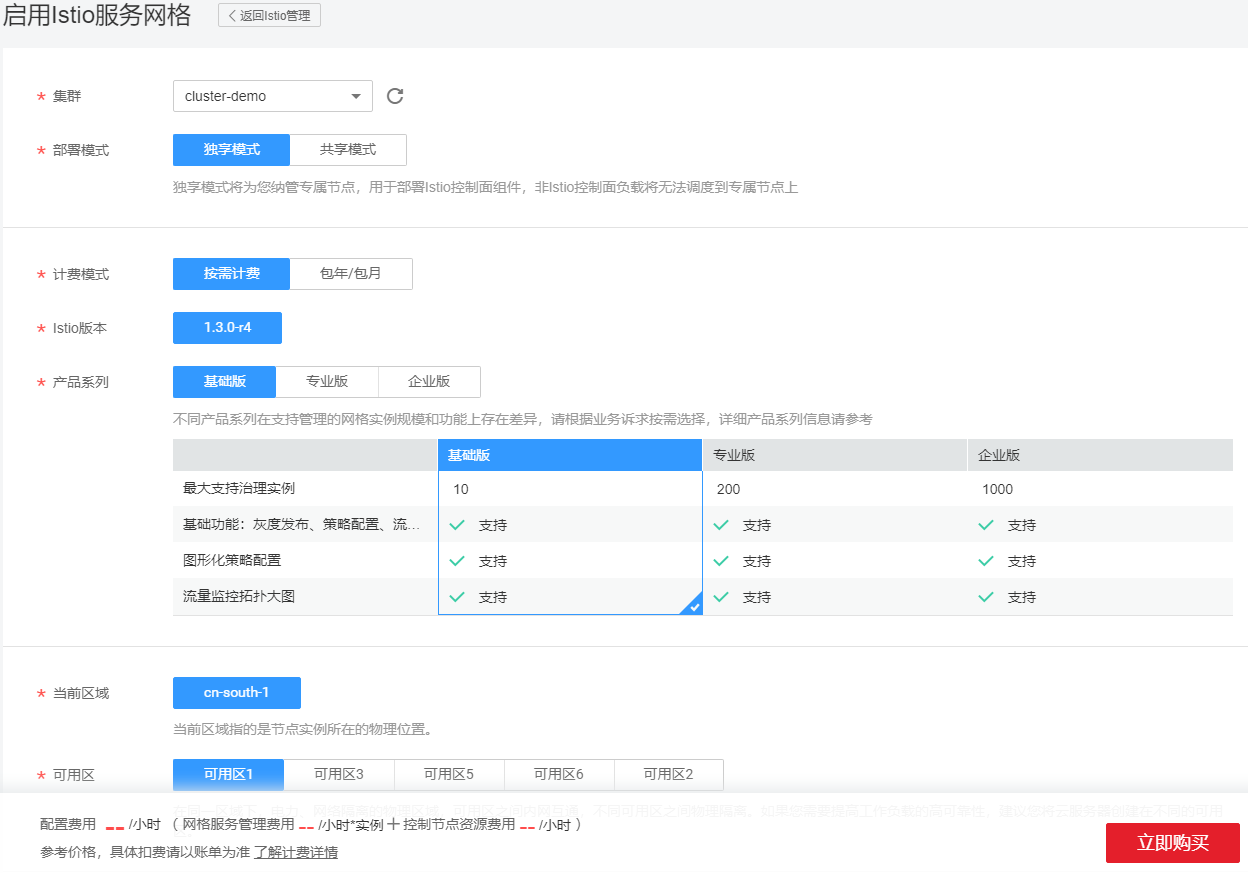 启用Istio服务网格 返回Istio管理
* 集群 cluster-demo
* 部署模式 独享模式 共享模式
独享模式将为您纳管专属节点，用于部署Istio控制面组件，非Istio控制面负载将无法调度到专属节点上
* 计费模式 按需计费 包年/包月
* Istio版本 1.3.0-r4
* 产品系列 基础版 专业版 企业版
不同产品系列在支持管理的网格实例规模和功能上存在差异，请根据业务诉求按需选择，详细产品系列信息请参考
基础版 专业版 企业版
最大支持治理实例 10 200 1000
基础功能：灰度发布、策略配置、流... 支持 支持 支持
图形化策略配置 支持 支持 支持
流量监控拓扑大图 支持 支持 支持
* 当前区域 cn-south-1
当前区域指的是节点实例所在的物理位置。
* 可用区 可用区1 可用区3 可用区5 可用区6 可用区2
配置费用 -- /小时 （ 网格服务管理费用 -- /小时*实例 + 控制节点资源费用 -- /小时 ）
参考价格，具体扣费请以账单为准 了解计费详情
立即购买